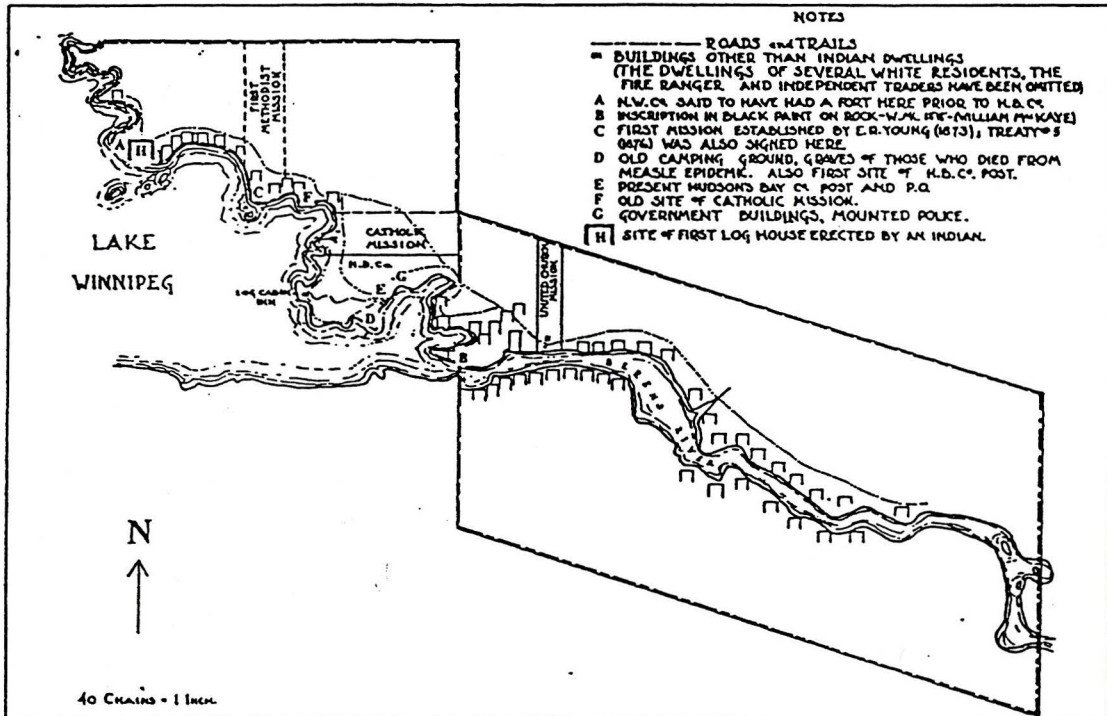 NOTES
ROADS and TRAILS
BUILDINGS OTHER THAN INDIAN DWELLINGS
(THE DWELLINGS OF SEVERAL WHITE RESIDENTS, THE
FIRE RANGER AND INDEPENDENT TRADERS HAVE BEEN OMITTED)
A N.W. Co. SAID TO HAVE HAD A FORT HERE PRIOR TO H.B. Co.
B INSCRIPTION IN BLACK PAINT ON ROCK-W.M. (WILLIAM McKAYE)
C FIRST MISSION ESTABLISHED BY E.R. YOUNG (1873); TREATY #5
(1876) WAS ALSO SIGNED HERE
D OLD CAMPING GROUND, GRAVES OF THOSE WHO DIED FROM
MEASLE EPIDEMIC. ALSO FIRST SITE OF H.B. Co. POST.
E PRESENT HUDSONS BAY Co POST AND P.O.
F OLD SITE OF CATHOLIC MISSION.
G GOVERNMENT BUILDINGS, MOUNTED POLICE.
H SITE OF FIRST LOG HOUSE ERECTED BY AN INDIAN.
FIRST
METHODIST
MISSION
A
H
C
F
LAKE
WINNIPEG
CATHOLIC
MISSION
H.B. Co.
G
E
D
LOG CABIN
INN
UNITED CHURCH
MISSION
B
BERENS RIVER
N
40 CHAINS = 1 INCH